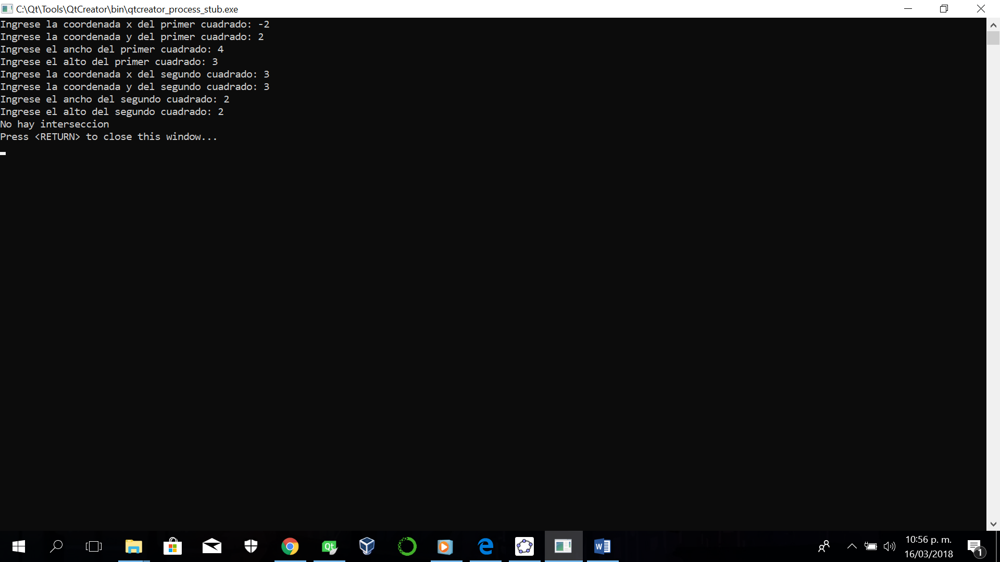 C:\Qt\Tools\QtCreator\bin\qtcreator_process_stub.exe
Ingrese la coordenada x del primer cuadrado: -2
Ingrese la coordenada y del primer cuadrado: 2
Ingrese el ancho del primer cuadrado: 4
Ingrese el alto del primer cuadrado: 3
Ingrese la coordenada x del segundo cuadrado: 3
Ingrese la coordenada y del segundo cuadrado: 3
Ingrese el ancho del segundo cuadrado: 2
Ingrese el alto del segundo cuadrado: 2
No hay interseccion
Press <RETURN> to close this window...
Qt
W
10:56 p. m.
16/03/2018
1